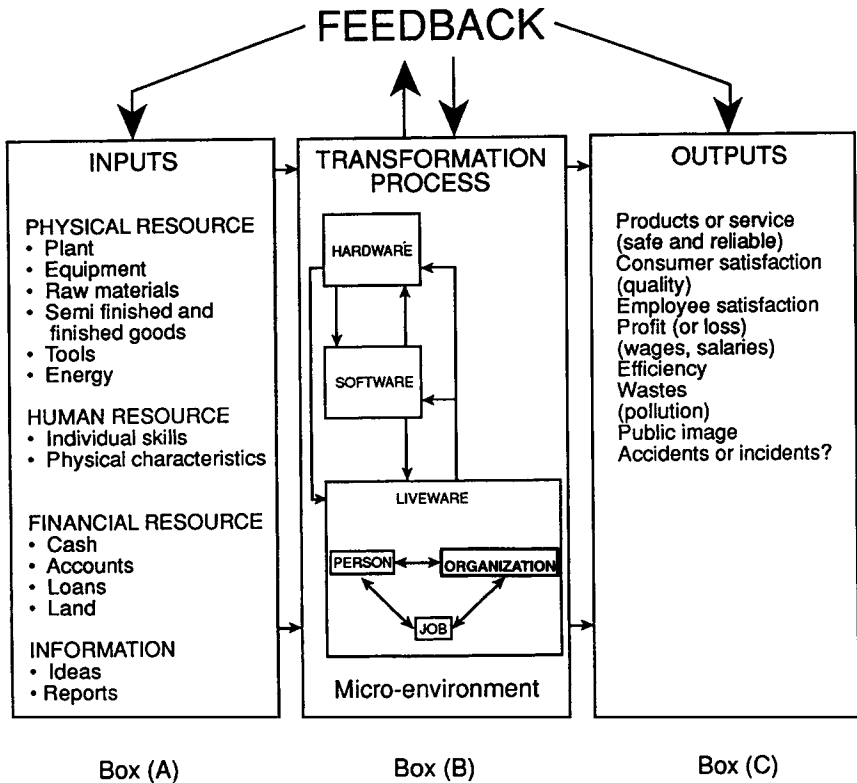 FEEDBACK
INPUTS
PHYSICAL RESOURCE
• Plant
• Equipment
• Raw materials
• Semi finished and
finished goods
• Tools
• Energy
HUMAN RESOURCE
• Individual skills
• Physical characteristics
FINANCIAL RESOURCE
• Cash
• Accounts
• Loans
• Land
INFORMATION
• Ideas
• Reports
Box (A)
TRANSFORMATION
PROCESS
HARDWARE
SOFTWARE
LIVEWARE
PERSON
ORGANIZATION
JOB
Micro-environment
Box (B)
OUTPUTS
Products or service
(safe and reliable)
Consumer satisfaction
(quality)
Employee satisfaction
Profit (or loss)
(wages, salaries)
Efficiency
Wastes
(pollution)
Public image
Accidents or incidents?
Box (C)